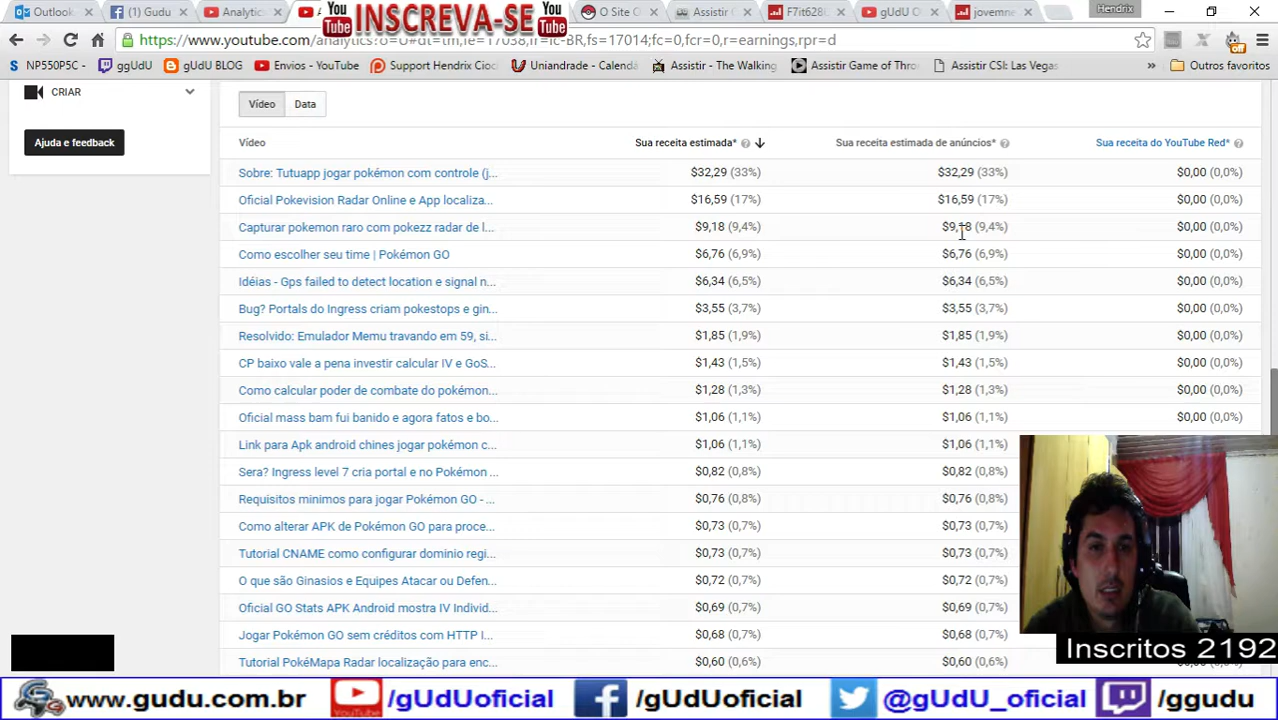 Outlook
(1) Gudu
Analytic
You Tube INSCREVA-SE You Tube
O Site O
Assistir
F7it628
gUdU O
jovemne
Hendrix
https://www.youtube.com/analytics?o=U#dt=tm,fe=17038,fr=lc-BR,fs=17014;fc=0,fcr=0,r=earnings,rpr=d
off
NP550P5C -
ggUdU
gUdU BLOG
Envios - YouTube
Support Hendrix Cioc
Uniandrade - Calenda
Assistir - The Walking
Assistir Game of Thro
Assistir CSI: Las Vegas
» Outros favoritos
CRIAR
Ajuda e feedback
Vídeo Data
Vídeo Sua receita estimada* ? ↓ Sua receita estimada de anúncios* ? Sua receita do YouTube Red* ?
Sobre: Tutuapp jogar pokémon com controle (j... $32,29 (33%) $32,29 (33%) $0,00 (0,0%)
Oficial Pokevision Radar Online e App localiza... $16,59 (17%) $16,59 (17%) $0,00 (0,0%)
Capturar pokemon raro com pokezz radar de l... $9,18 (9,4%) $9,18 (9,4%) $0,00 (0,0%)
Como escolher seu time | Pokémon GO $6,76 (6,9%) $6,76 (6,9%) $0,00 (0,0%)
Idéias - Gps failed to detect location e signal n... $6,34 (6,5%) $6,34 (6,5%) $0,00 (0,0%)
Bug? Portals do Ingress criam pokestops e gin... $3,55 (3,7%) $3,55 (3,7%) $0,00 (0,0%)
Resolvido: Emulador Memu travando em 59, si... $1,85 (1,9%) $1,85 (1,9%) $0,00 (0,0%)
CP baixo vale a pena investir calcular IV e GoS... $1,43 (1,5%) $1,43 (1,5%) $0,00 (0,0%)
Como calcular poder de combate do pokémon... $1,28 (1,3%) $1,28 (1,3%) $0,00 (0,0%)
Oficial mass bam fui banido e agora fatos e bo... $1,06 (1,1%) $1,06 (1,1%) $0,00 (0,0%)
Link para Apk android chines jogar pokémon c... $1,06 (1,1%) $1,06 (1,1%)
Sera? Ingress level 7 cria portal e no Pokémon ... $0,82 (0,8%) $0,82 (0,8%)
Requisitos minimos para jogar Pokémon GO - ... $0,76 (0,8%) $0,76 (0,8%)
Como alterar APK de Pokémon GO para proce... $0,73 (0,7%) $0,73 (0,7%)
Tutorial CNAME como configurar dominio regi... $0,73 (0,7%) $0,73 (0,7%)
O que são Ginasios e Equipes Atacar ou Defen... $0,72 (0,7%) $0,72 (0,7%)
Oficial GO Stats APK Android mostra IV Individ... $0,69 (0,7%) $0,69 (0,7%)
Jogar Pokémon GO sem créditos com HTTP I... $0,68 (0,7%) $0,68 (0,7%)
Tutorial PokéMapa Radar localização para enc... $0,60 (0,6%) $0,60 (0,6%)
Inscritos 2192
www.gudu.com.br
YouTube /gUdUoficial
/gUdUoficial
@gUdU_oficial
/ggudu